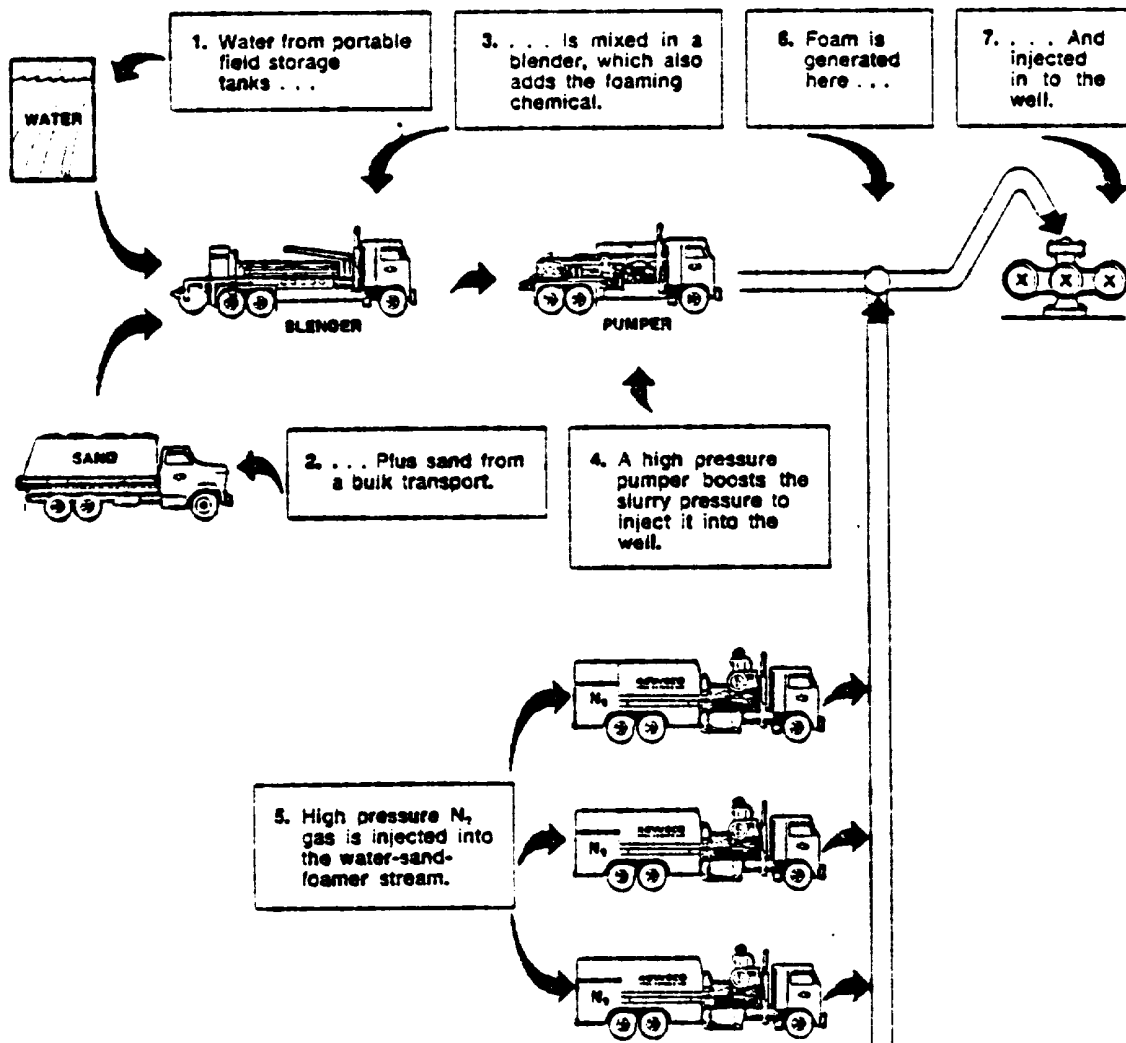 1. Water from portable
field storage
tanks . . .
3. . . . Is mixed in a
blender, which also
adds the foaming
chemical.
6. Foam is
generated
here . . .
7. . . . And
injected
in to the
well.
WATER
BLENDER
PUMPER
SAND
2. . . . Plus sand from
a bulk transport.
4. A high pressure
pumper boosts the
slurry pressure to
inject it into the
well.
N₂
5. High pressure N₂
gas is injected into
the water-sand-
foamer stream.
N₂
N₂